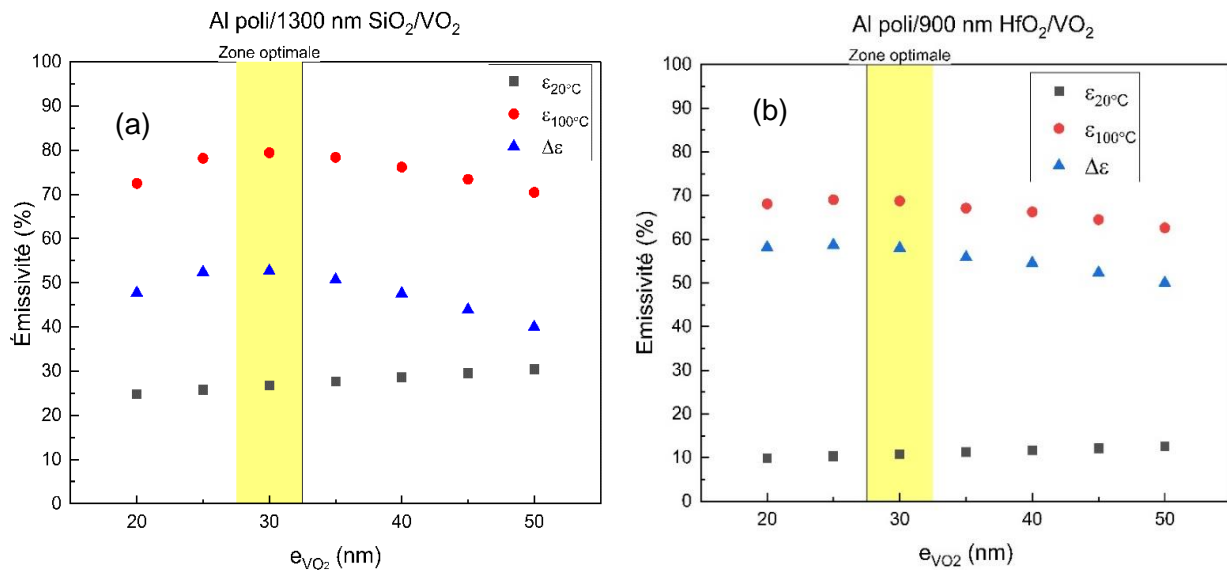 Al poli/1300 nm SiO₂/VO₂
Zone optimale
(a)
ε₂₀°C
ε₁₀₀°C
Δε
Émissivité (%)
100
90
80
70
60
50
40
30
20
10
0
20 30 40 50
e_VO₂ (nm)
Al poli/900 nm HfO₂/VO₂
Zone optimale
(b)
ε₂₀°C
ε₁₀₀°C
Δε
Emissivité (%)
100
90
80
70
60
50
40
30
20
10
0
20 30 40 50
e_VO2 (nm)